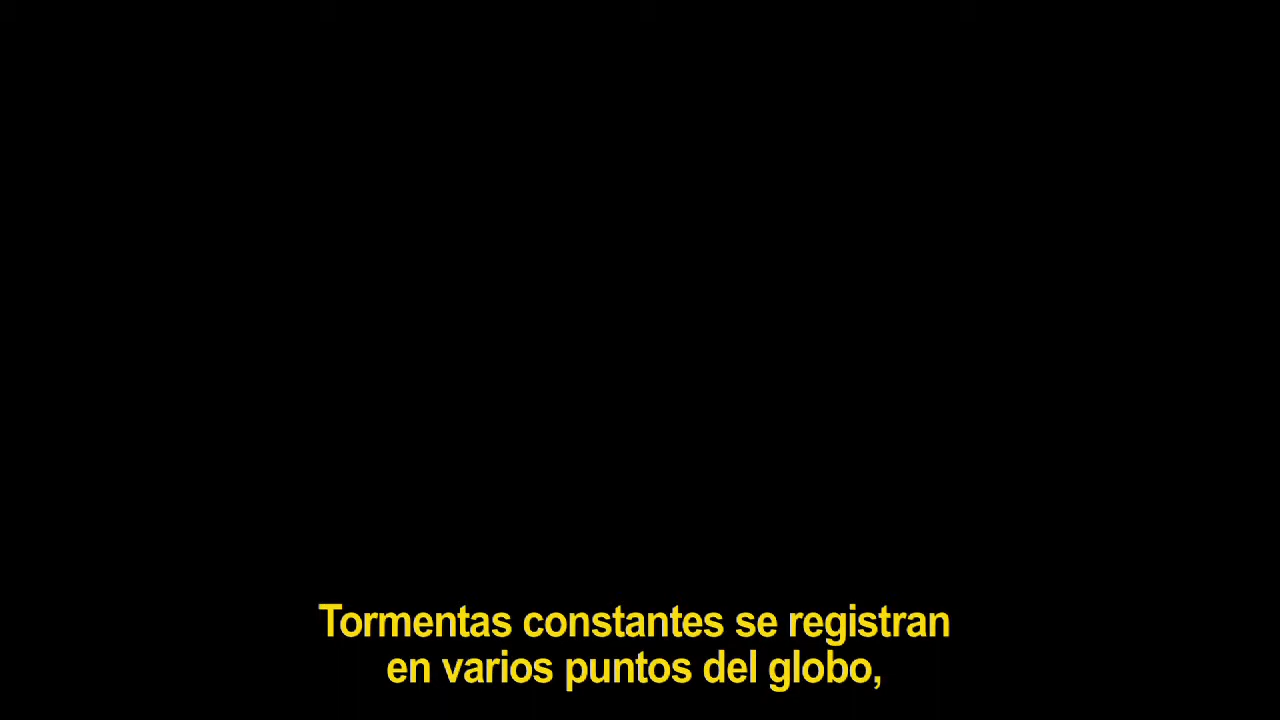 Tormentas constantes se registran
en varios puntos del globo,